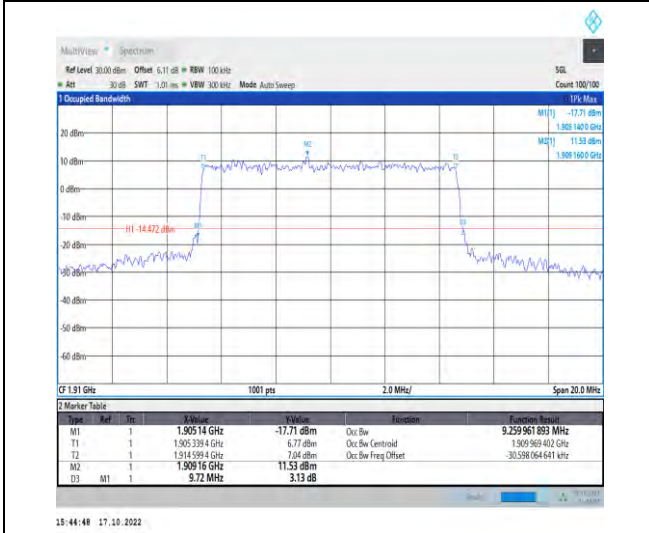 MultiView Spectrum
Ref Level 30.00 dBm Offset 6.11 dB RBW 100 kHz SGL
Att 30 dB SWT 1.01 ms VBW 300 kHz Mode Auto Sweep Count 100/100
1 Occupied Bandwidth 1Pk Max
M1[1] -17.71 dBm
1.905 140 0 GHz
M2[1] 11.53 dBm
1.909 160 0 GHz
20 dBm
M2
10 dBm
T1
T2
0 dBm
-10 dBm
H1 -14.472 dBm
M1
D3
-20 dBm
-30 dBm
-40 dBm
-50 dBm
-60 dBm
CF 1.91 GHz 1001 pts 2.0 MHz/ Span 20.0 MHz
2 Marker Table
Type Ref Trc X-Value Y-Value Function Function Result
M1 1 1.90514 GHz -17.71 dBm Occ Bw 9.259 961 893 MHz
T1 1 1.905 339 4 GHz 6.77 dBm Occ Bw Centroid 1.909 969 402 GHz
T2 1 1.914 599 4 GHz 7.04 dBm Occ Bw Freq Offset -30.598 064 641 kHz
M2 1 1.90916 GHz 11.53 dBm
D3 M1 1 9.72 MHz 3.13 dB
15:44:48 17.10.2022